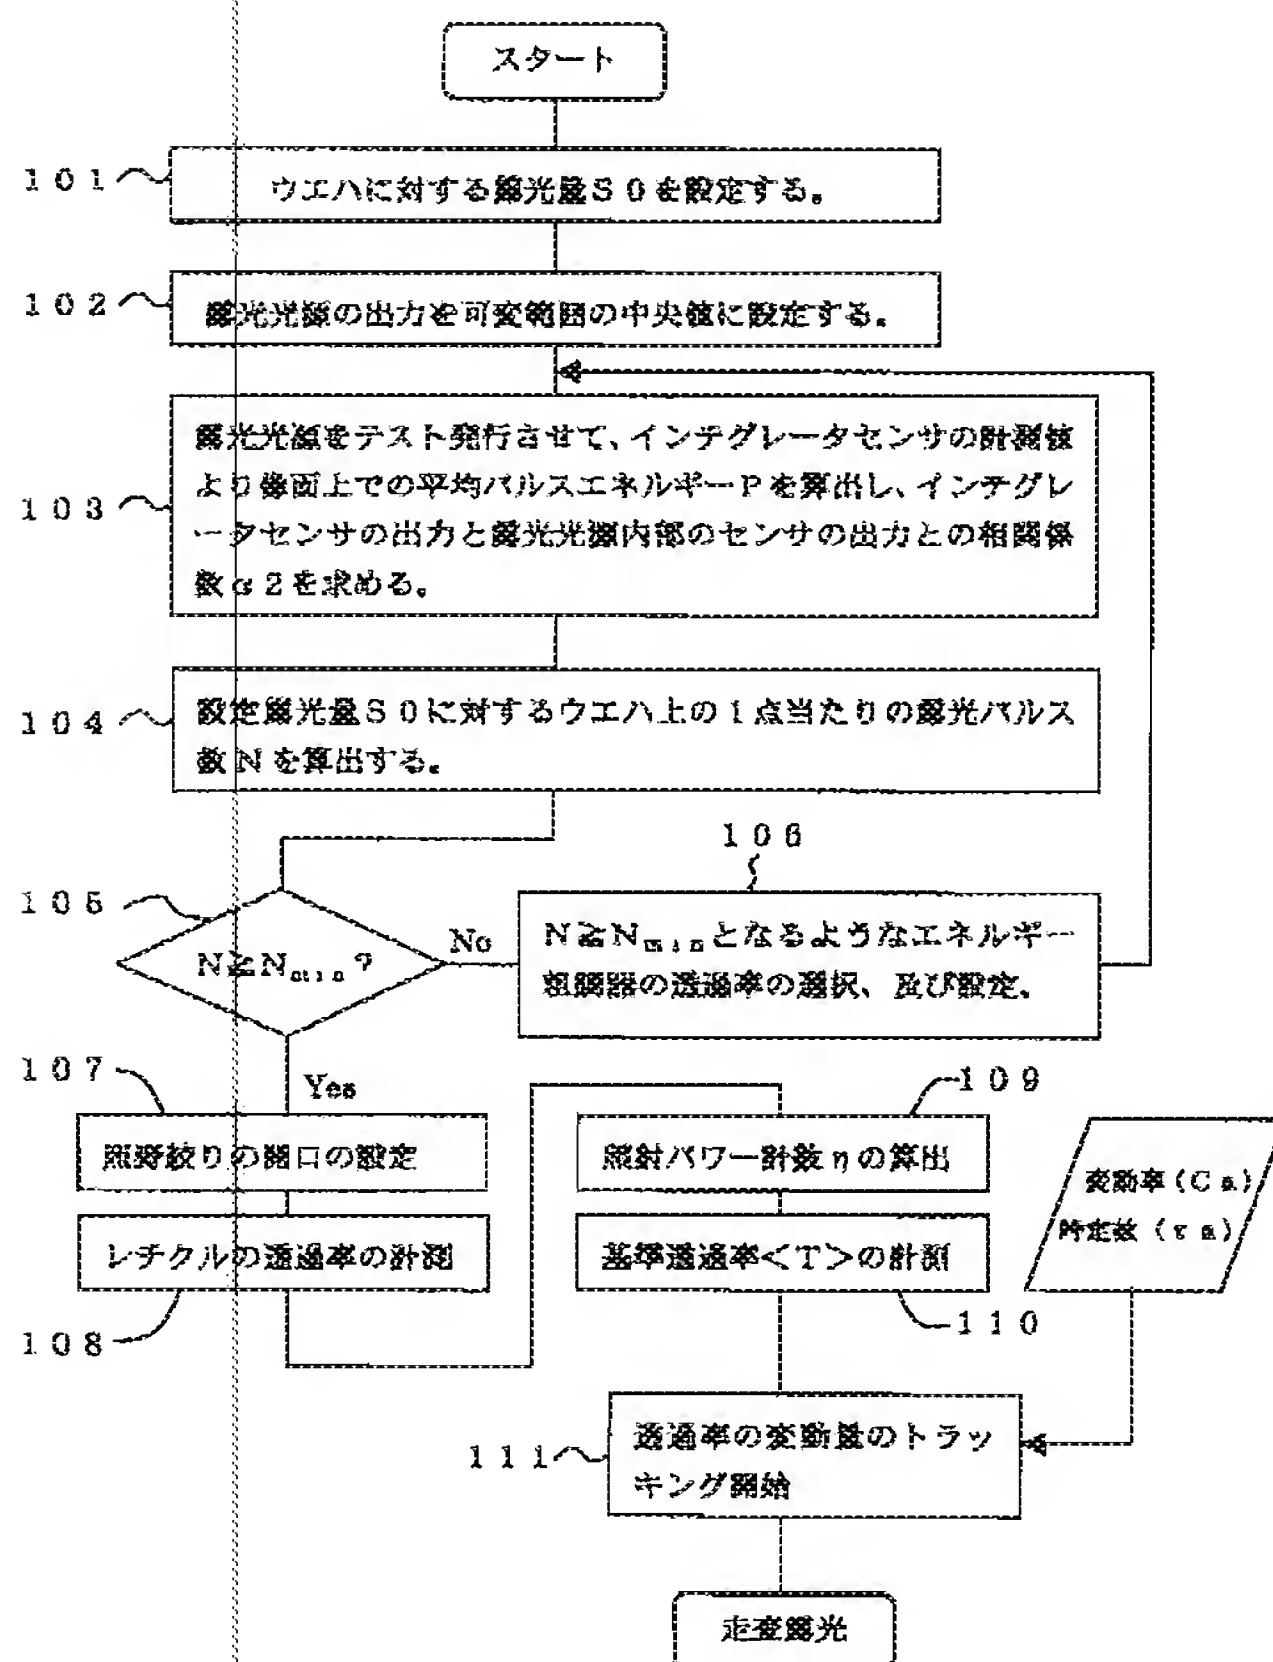 スタート
101
ウエハに対する露光量S0を設定する。
102
露光光源の出力を可変範囲の中央値に設定する。
103
露光光源をテスト発行させて、インテグレータセンサの計測値
より像面上での平均パルスエネルギーPを算出し、インテグレ
ータセンサの出力と露光光源内部のセンサの出力との相関係
数α2を求める。
104
設定露光量S0に対するウエハ上の1点当たりの露光パルス
数Nを算出する。
105
N≧Nmin?
No
106
N≧Nminとなるようなエネルギー
粗調器の透過率の選択、及び設定。
Yes
107
照野絞りの開口の設定
108
レチクルの透過率の計測
109
照射パワー計数ηの算出
110
基準透過率<T>の計測
変動率(Ca)
時定数(τa)
111
透過率の変動量のトラッ
キング開始
走査露光